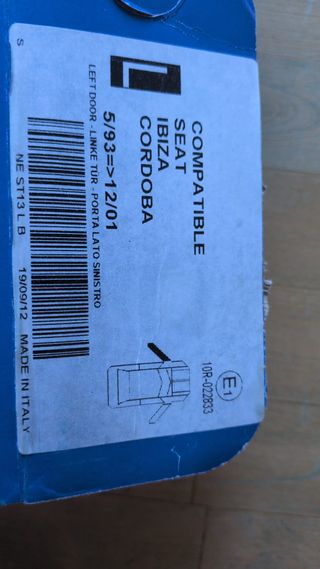 COMPATIBLE
SEAT
IBIZA
CORDOBA
5/93=>12/01
LEFT DOOR - LINKE TÜR - PORTA LATO SINISTRO
S
NE ST13 L B 19/09/12 MADE IN ITALY
E1
10R-022833